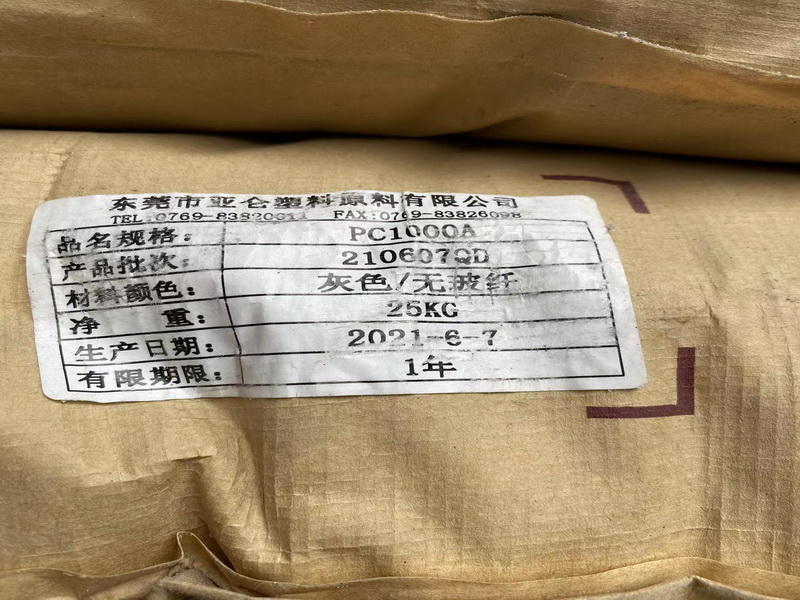 东莞市亚仑塑料原料有限公司
TEL:0769-83820011 FAX:0769-83826098
品名规格: PC1000A
产品批次: 210607QD
材料颜色: 灰色/无玻纤
净 重: 25KG
生产日期: 2021-6-7
有限期限: 1年